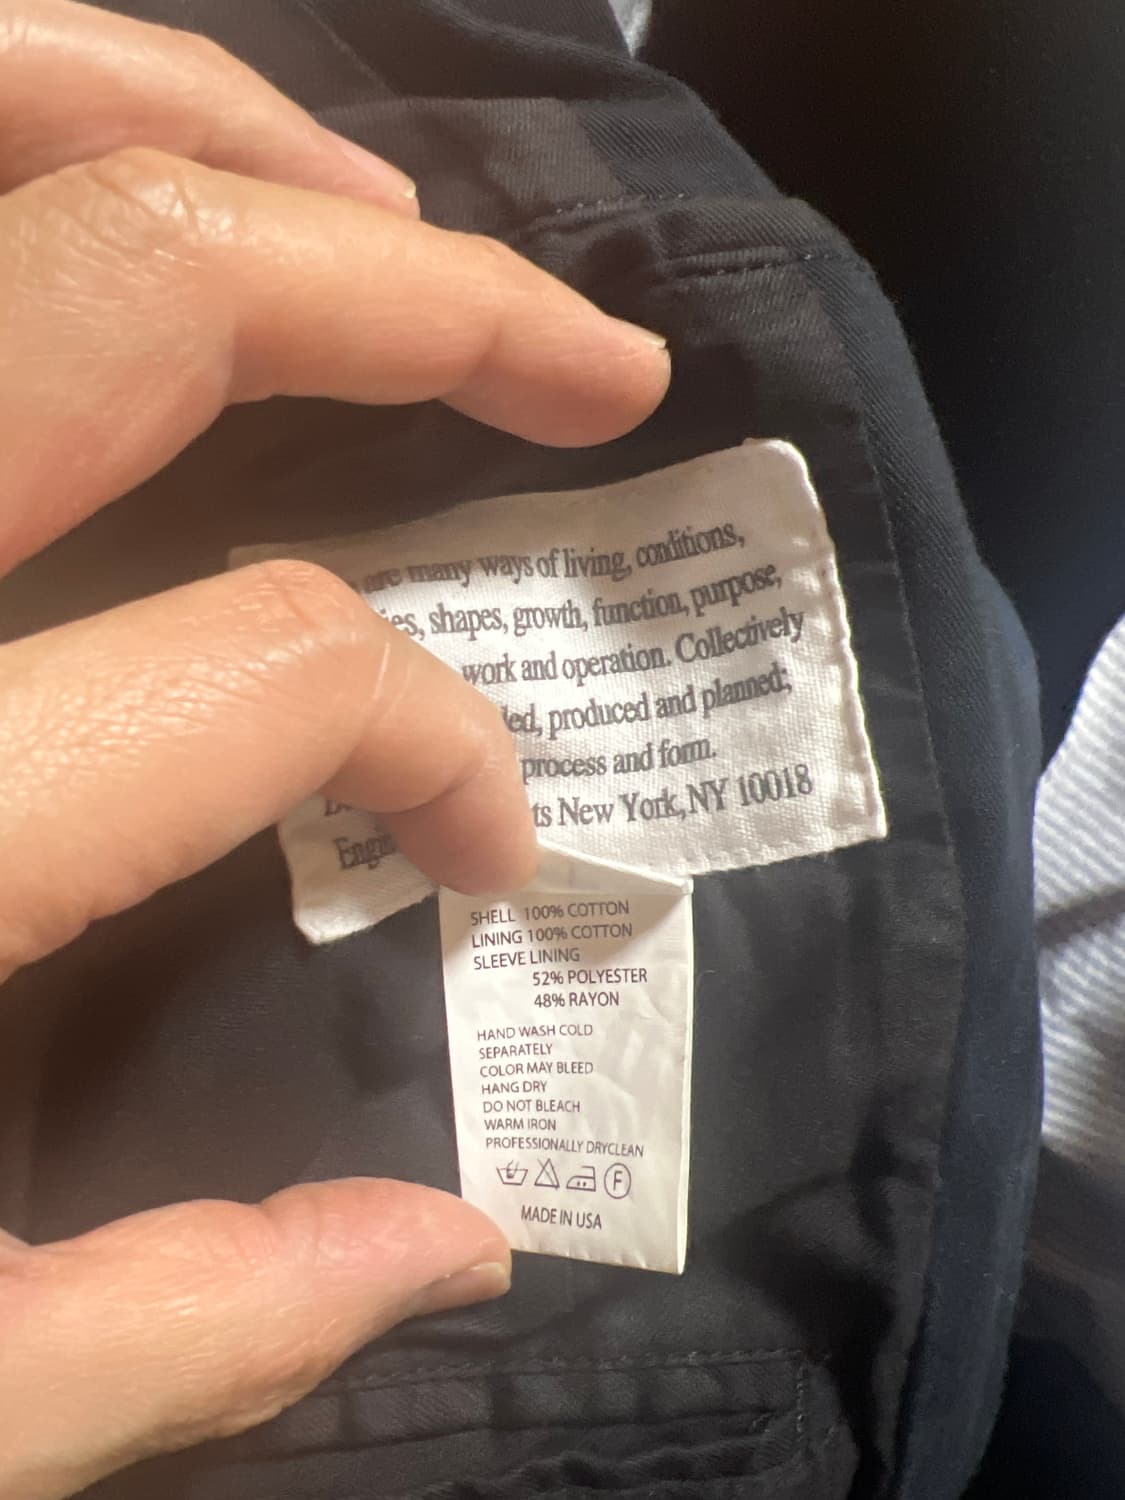 are many ways of living, conditions,
shapes, growth, function, purpose,
work and operation. Collectively
produced and planned;
process and form.
New York, NY 10018
SHELL 100% COTTON
LINING 100% COTTON
SLEEVE LINING
52% POLYESTER
48% RAYON
HAND WASH COLD
SEPARATELY
COLOR MAY BLEED
HANG DRY
DO NOT BLEACH
WARM IRON
PROFESSIONALLY DRYCLEAN
F
MADE IN USA